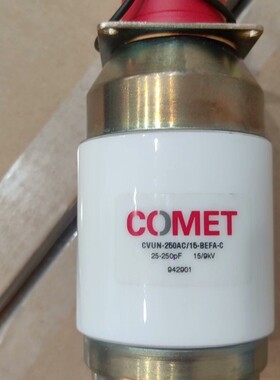 COMET
CVUN-250AC/15-BEFA-C
25-250pF 15/9kV
942901